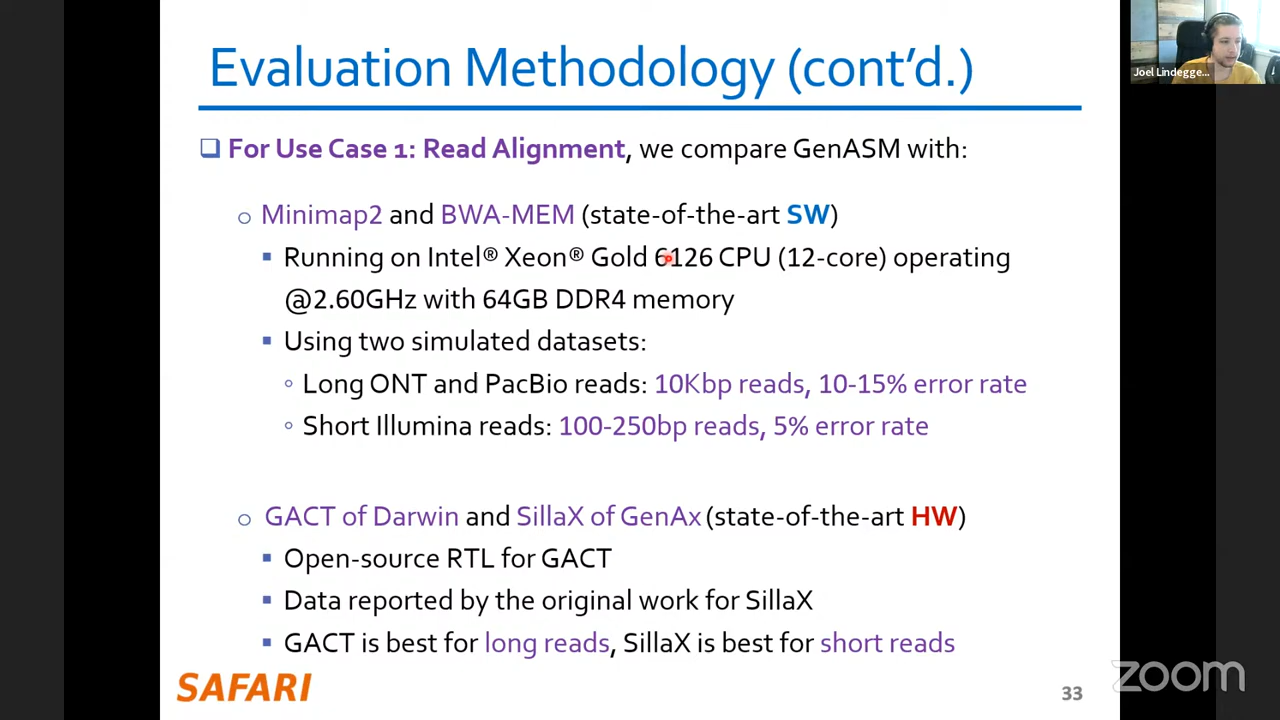 Evaluation Methodology (cont'd.)
Joel Lindegge...
❑ For Use Case 1: Read Alignment, we compare GenASM with:
o Minimap2 and BWA-MEM (state-of-the-art SW)
▪ Running on Intel® Xeon® Gold 6126 CPU (12-core) operating
@2.60GHz with 64GB DDR4 memory
▪ Using two simulated datasets:
◦ Long ONT and PacBio reads: 10Kbp reads, 10-15% error rate
◦ Short Illumina reads: 100-250bp reads, 5% error rate
o GACT of Darwin and SillaX of GenAx (state-of-the-art HW)
▪ Open-source RTL for GACT
▪ Data reported by the original work for SillaX
▪ GACT is best for long reads, SillaX is best for short reads
SAFARI
33
zoom